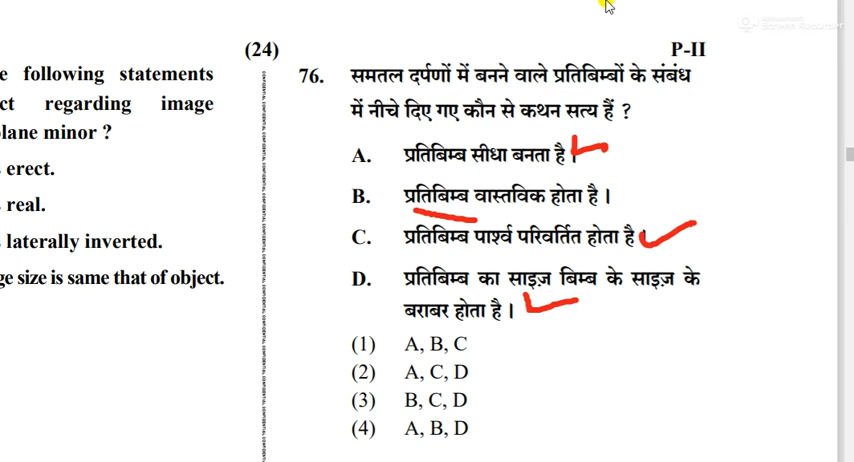 (24)
P-II
e following statements
ct regarding image
lane minor ?
erect.
real.
laterally inverted.
ge size is same that of object.
76. समतल दर्पणों में बनने वाले प्रतिबिम्बों के संबंध
में नीचे दिए गए कौन से कथन सत्य हैं ?
A. प्रतिबिम्ब सीधा बनता है ।
B. प्रतिबिम्ब वास्तविक होता है ।
C. प्रतिबिम्ब पार्श्व परिवर्तित होता है ।
D. प्रतिबिम्ब का साइज़ बिम्ब के साइज़ के
बराबर होता है ।
(1) A, B, C
(2) A, C, D
(3) B, C, D
(4) A, B, D
Screen Recorder